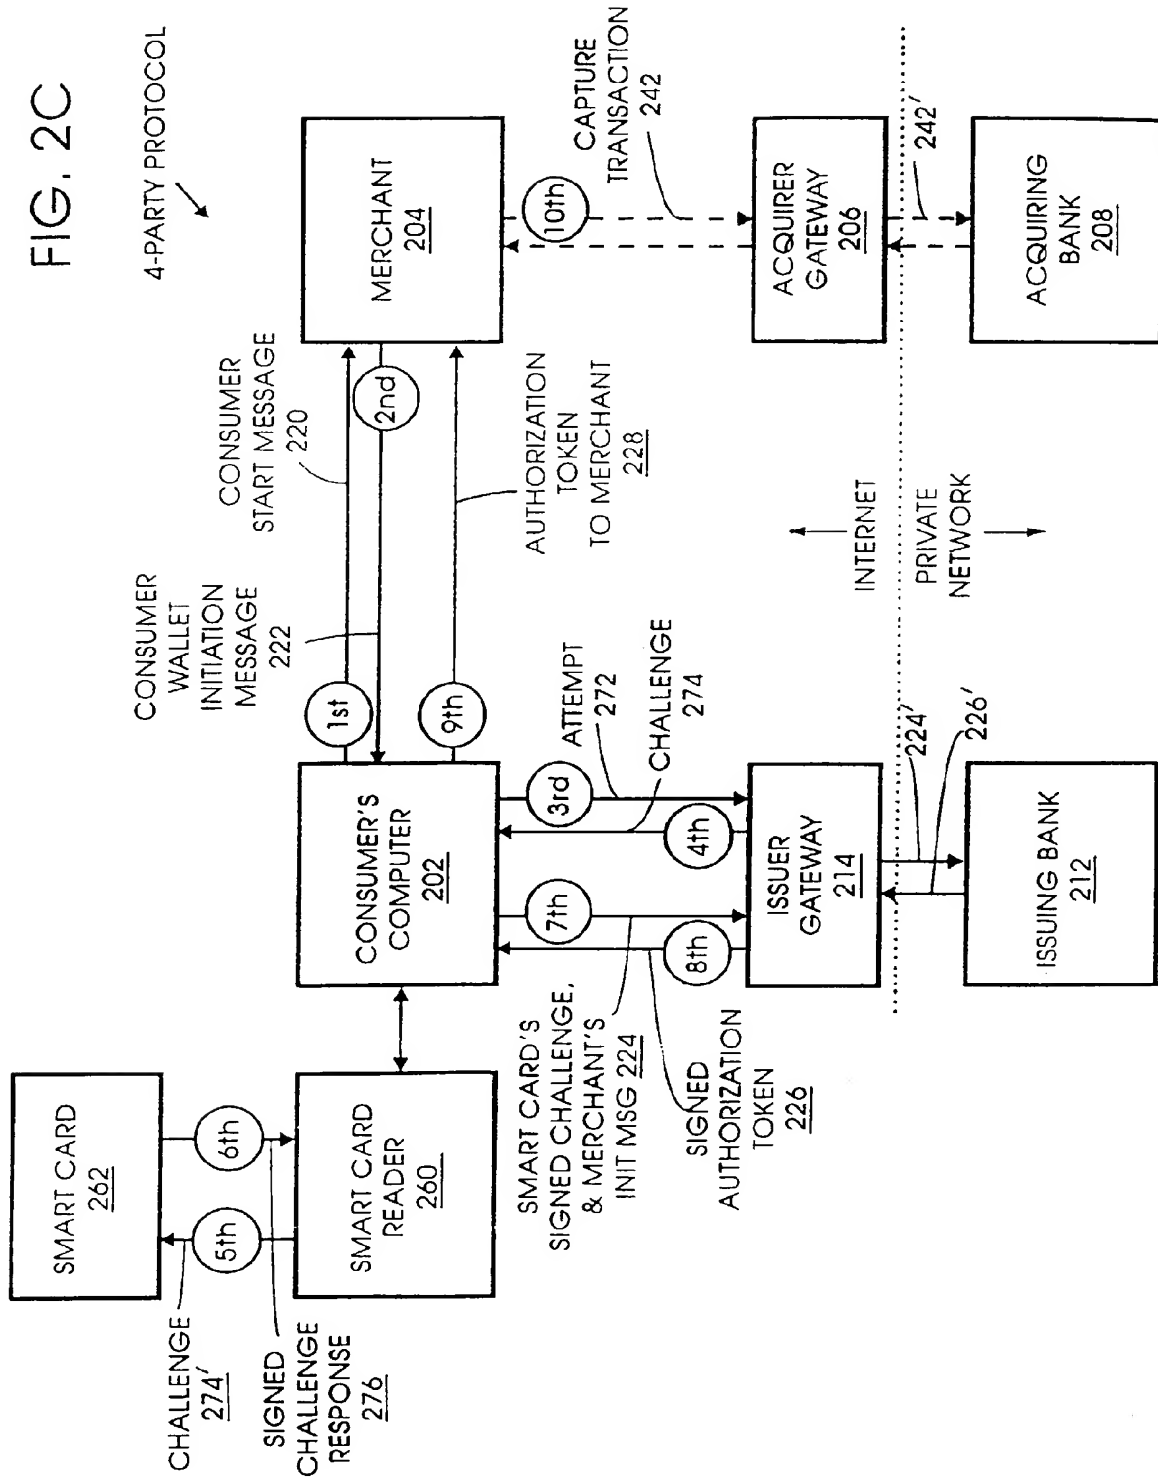 FIG. 2C
4-PARTY PROTOCOL
SMART CARD
262
CHALLENGE
274'
5th
6th
SIGNED
CHALLENGE
RESPONSE
276
SMART CARD
READER
260
CONSUMER'S
COMPUTER
202
CONSUMER
WALLET
INITIATION
MESSAGE
222
CONSUMER
START MESSAGE
220
1st
2nd
9th
AUTHORIZATION
TOKEN
TO MERCHANT
228
MERCHANT
204
SMART CARD'S
SIGNED CHALLENGE,
& MERCHANT'S
INIT MSG 224
SIGNED
AUTHORIZATION
TOKEN
226
7th
8th
3rd
4th
ATTEMPT
272
CHALLENGE
274
10th
CAPTURE
TRANSACTION
242
ISSUER
GATEWAY
214
ACQUIRER
GATEWAY
206
INTERNET
PRIVATE
NETWORK
224'
226'
242'
ISSUING BANK
212
ACQUIRING
BANK
208